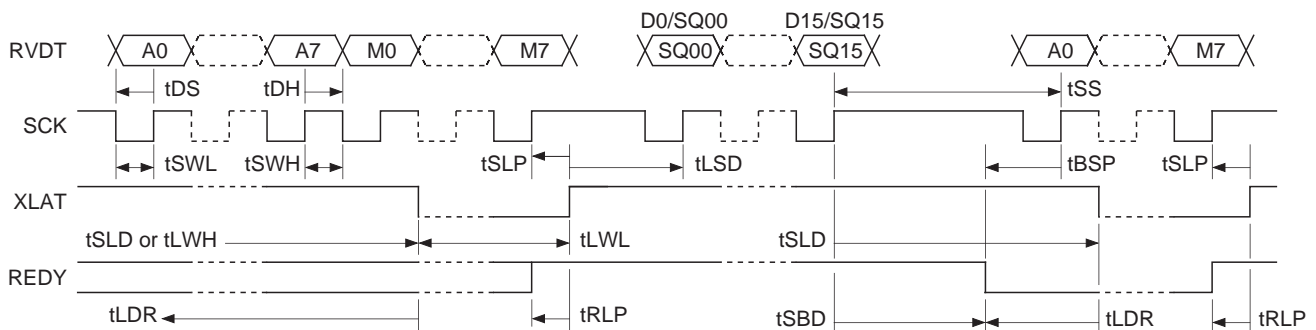 D0/SQ00 D15/SQ15
RVDT A0 A7 M0 M7 SQ00 SQ15 A0 M7
tDS tDH tSS
SCK
tSWL tSWH tSLP tLSD tBSP tSLP
XLAT
tSLD or tLWH tLWL tSLD
REDY
tLDR tRLP tSBD tLDR tRLP